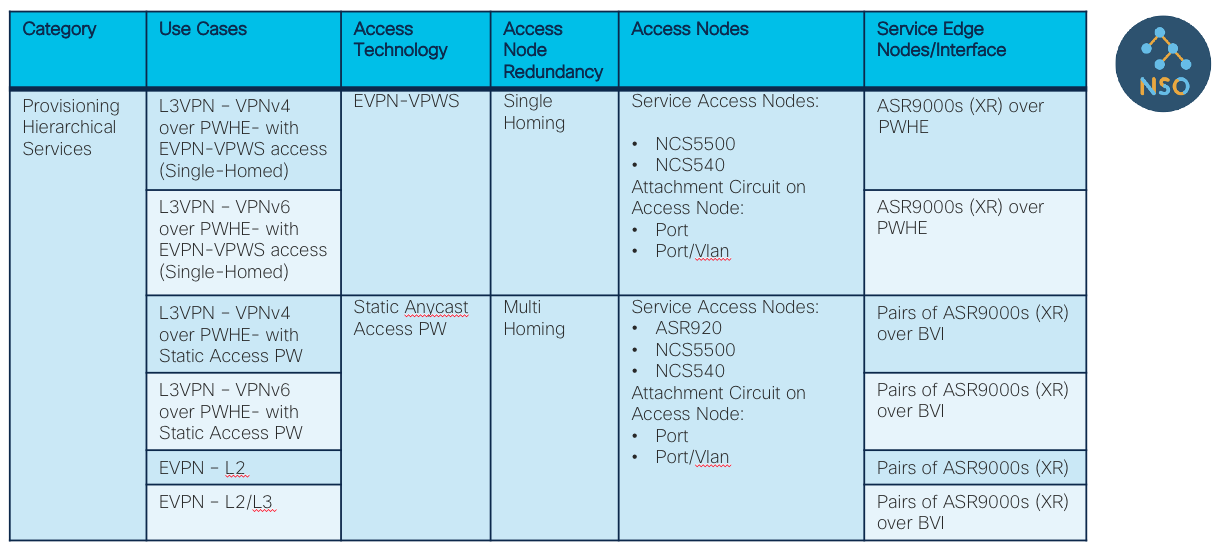 Category
Use Cases
Access
Technology
Access
Node
Redundancy
Access Nodes
Service Edge
Nodes/Interface
NSO
Provisioning
Hierarchical
Services
L3VPN – VPNv4
over PWHE- with
EVPN-VPWS access
(Single-Homed)
EVPN-VPWS
Single
Homing
Service Access Nodes:
• NCS5500
• NCS540
Attachment Circuit on
Access Node:
• Port
• Port/Vlan
ASR9000s (XR) over
PWHE
L3VPN – VPNv6
over PWHE- with
EVPN-VPWS access
(Single-Homed)
ASR9000s (XR) over
PWHE
L3VPN – VPNv4
over PWHE- with
Static Access PW
Static Anycast
Access PW
Multi
Homing
Service Access Nodes:
• ASR920
• NCS5500
• NCS540
Attachment Circuit on
Access Node:
• Port
• Port/Vlan
Pairs of ASR9000s (XR)
over BVI
L3VPN – VPNv6
over PWHE- with
Static Access PW
Pairs of ASR9000s (XR)
over BVI
EVPN – L2
Pairs of ASR9000s (XR)
EVPN – L2/L3
Pairs of ASR9000s (XR)
over BVI